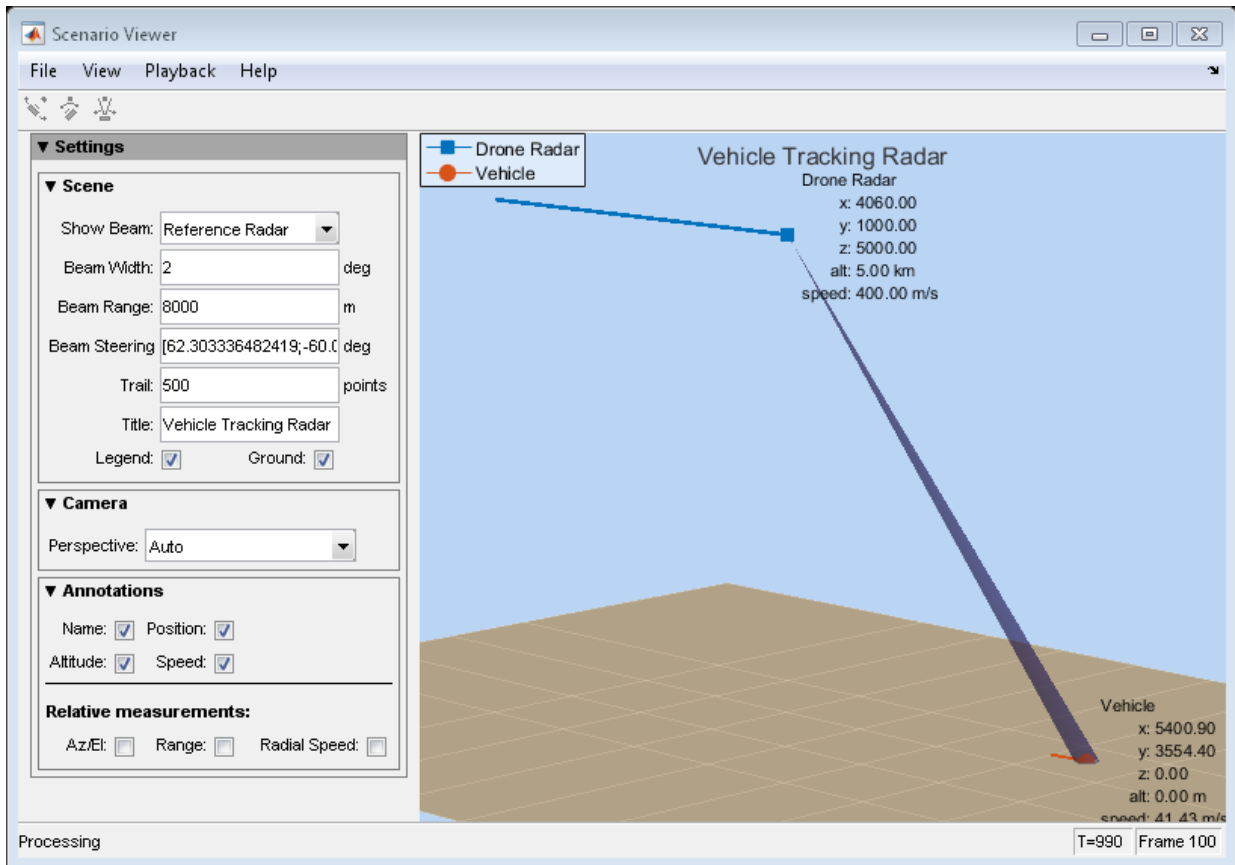 Scenario Viewer
File View Playback Help
▼ Settings
▼ Scene
Show Beam: Reference Radar
Beam Width: 2 deg
Beam Range: 8000 m
Beam Steering [62.303336482419;-60.0 deg
Trail: 500 points
Title: Vehicle Tracking Radar
Legend: Ground:
▼ Camera
Perspective: Auto
▼ Annotations
Name: Position:
Altitude: Speed:
Relative measurements:
Az/El: Range: Radial Speed:
Drone Radar
Vehicle
Vehicle Tracking Radar
Drone Radar
x: 4060.00
y: 1000.00
z: 5000.00
alt: 5.00 km
speed: 400.00 m/s
Vehicle
x: 5400.90
y: 3554.40
z: 0.00
alt: 0.00 m
speed: 41.43 m/s
Processing T=990 Frame 100